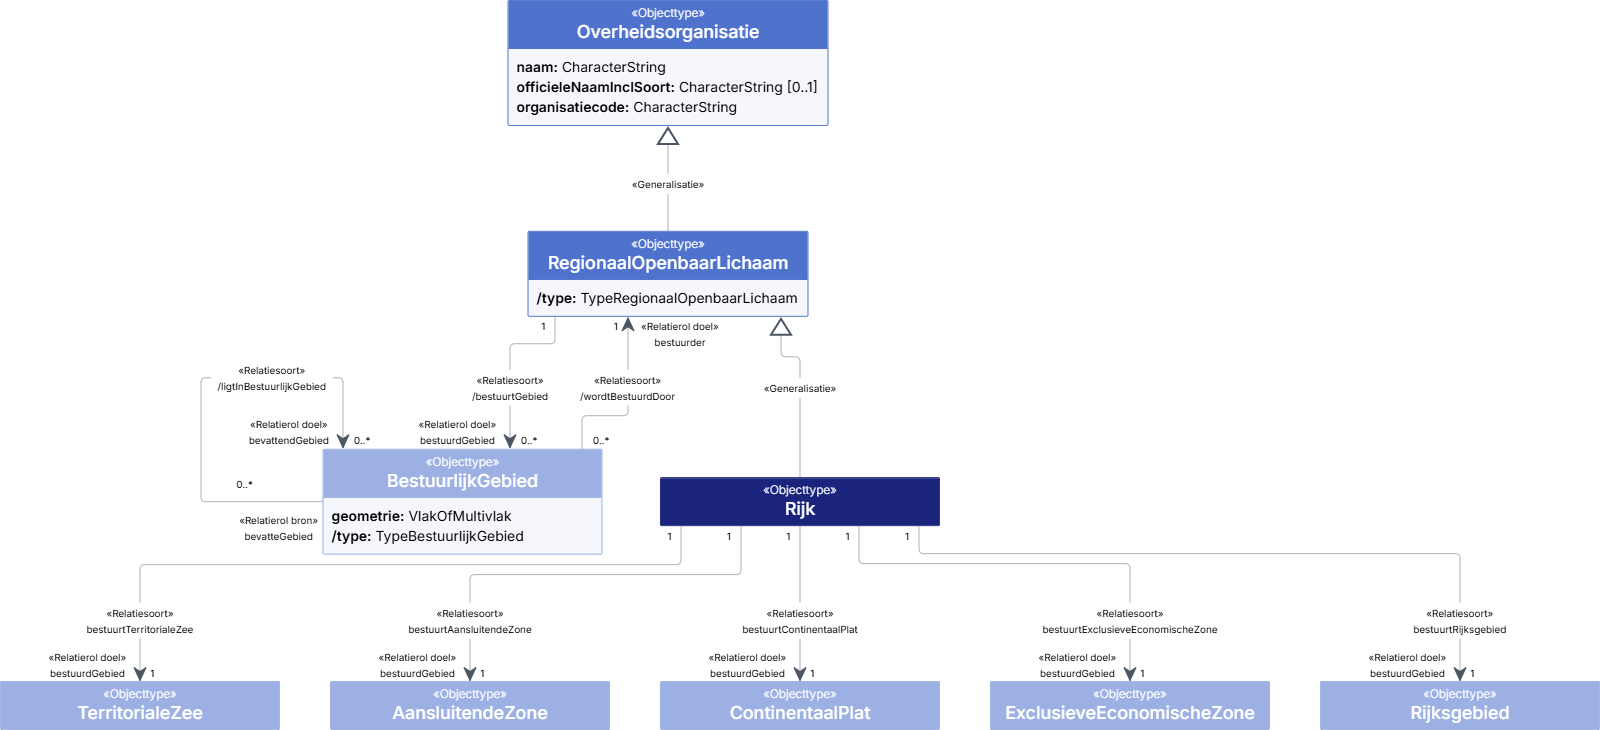 «Objecttype»
Overheidsorganisatie
naam: CharacterString
officieleNaamInclSoort: CharacterString [0..1]
organisatiecode: CharacterString
«Generalisatie»
«Objecttype»
RegionaalOpenbaarLichaam
/type: TypeRegionaalOpenbaarLichaam
1
1
«Relatierol doel»
bestuurder
«Relatiesoort»
/ligtInBestuurlijkGebied
«Relatiesoort»
/bestuurtGebied
«Relatiesoort»
/wordtBestuurdDoor
«Generalisatie»
«Relatierol doel»
bevattendGebied
0..*
«Relatierol doel»
bestuurdGebied
0..*
0..*
«Objecttype»
BestuurlijkGebied
geometrie: VlakOfMultivlak
/type: TypeBestuurlijkGebied
0..*
«Relatierol bron»
bevatteGebied
«Objecttype»
Rijk
1
1
1
1
1
«Relatiesoort»
bestuurtTerritorialeZee
«Relatiesoort»
bestuurtAansluitendeZone
«Relatiesoort»
bestuurtContinentaalPlat
«Relatiesoort»
bestuurtExclusieveEconomischeZone
«Relatiesoort»
bestuurtRijksgebied
«Relatierol doel»
bestuurdGebied
1
«Relatierol doel»
bestuurdGebied
1
«Relatierol doel»
bestuurdGebied
1
«Relatierol doel»
bestuurdGebied
1
«Relatierol doel»
bestuurdGebied
1
«Objecttype»
TerritorialeZee
«Objecttype»
AansluitendeZone
«Objecttype»
ContinentaalPlat
«Objecttype»
ExclusieveEconomischeZone
«Objecttype»
Rijksgebied